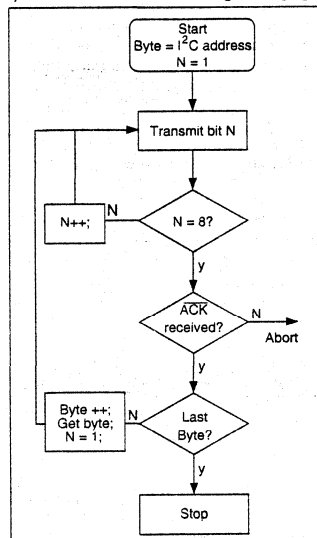 Start
Byte = I²C address
N = 1
Transmit bit N
N++;
N
N = 8?
y
ACK
received?
N
Abort
y
Byte ++;
Get byte;
N = 1;
N
Last
Byte?
y
Stop